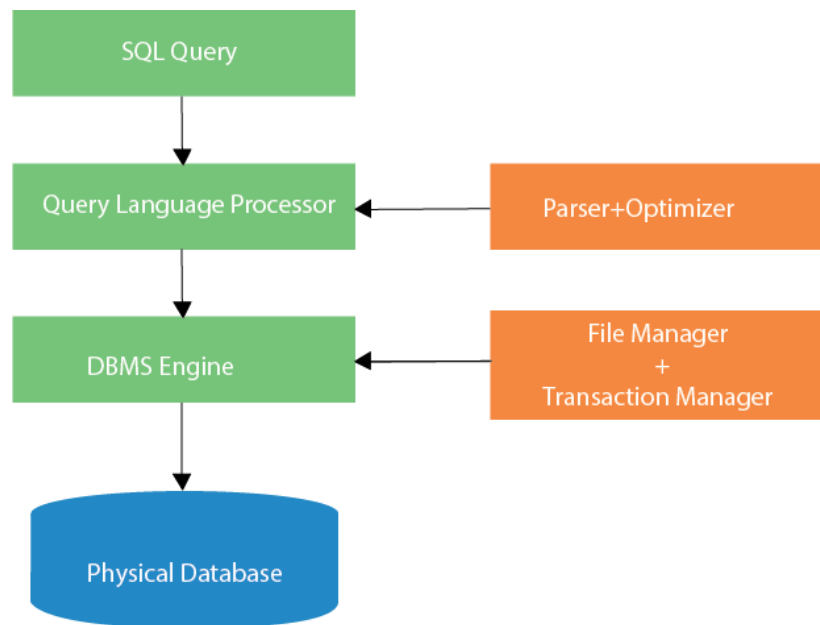 SQL Query
Query Language Processor
Parser+Optimizer
DBMS Engine
File Manager
+
Transaction Manager
Physical Database